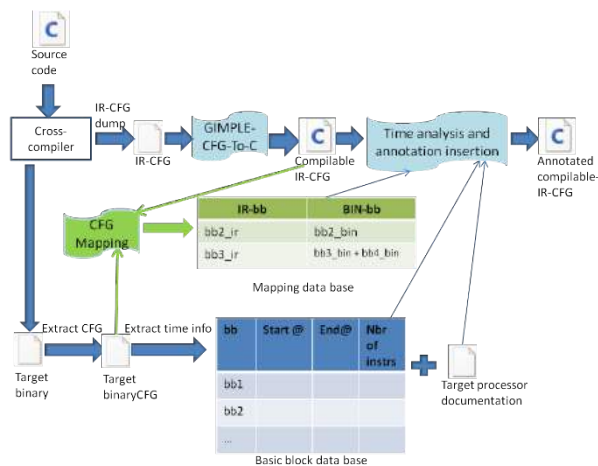 C
Source
code
IR-CFG
dump
Cross-
compiler
IR-CFG
GIMPLE-
CFG-To-C
C
Compilable
IR-CFG
Time analysis and
annotation insertion
C
Annotated
compilable-
IR-CFG
CFG
Mapping
IR-bb BIN-bb
bb2_ir bb2_bin
bb3_ir bb3_bin + bb4_bin
Mapping data base
Extract CFG
Extract time info
Target
binary
Target
binaryCFG
bb Start @ End@ Nbr
of
instrs
bb1
bb2
...
Target processor
documentation
Basic block data base